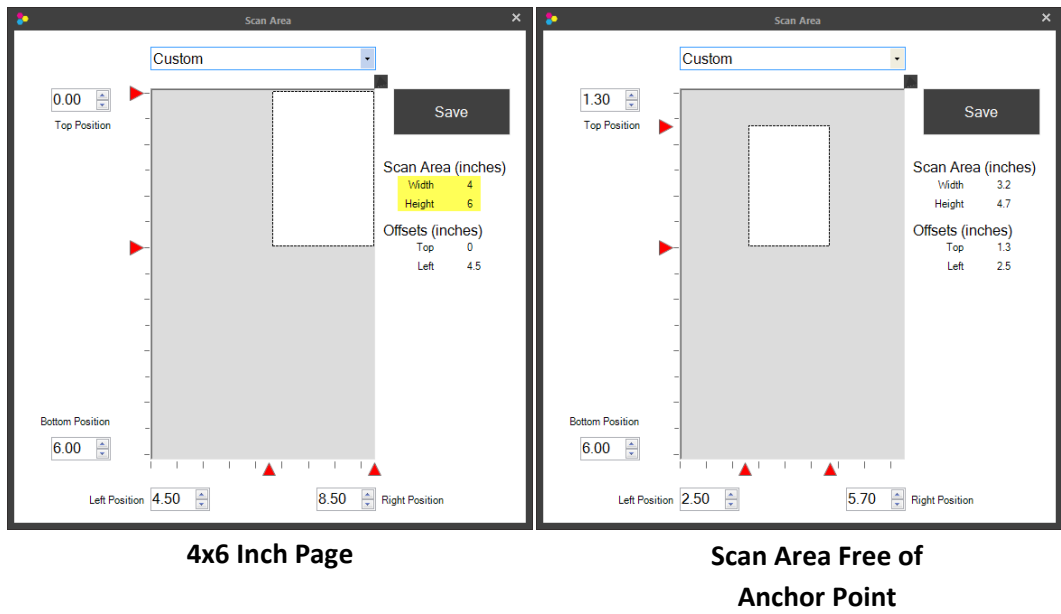 Scan Area
Custom
0.00
Top Position
Save
Scan Area (inches)
Width 4
Height 6
Offsets (inches)
Top 0
Left 4.5
Bottom Position
6.00
Left Position 4.50 8.50 Right Position
4x6 Inch Page
Scan Area
Custom
1.30
Top Position
Save
Scan Area (inches)
Width 3.2
Height 4.7
Offsets (inches)
Top 1.3
Left 2.5
Bottom Position
6.00
Left Position 2.50 5.70 Right Position
Scan Area Free of
Anchor Point